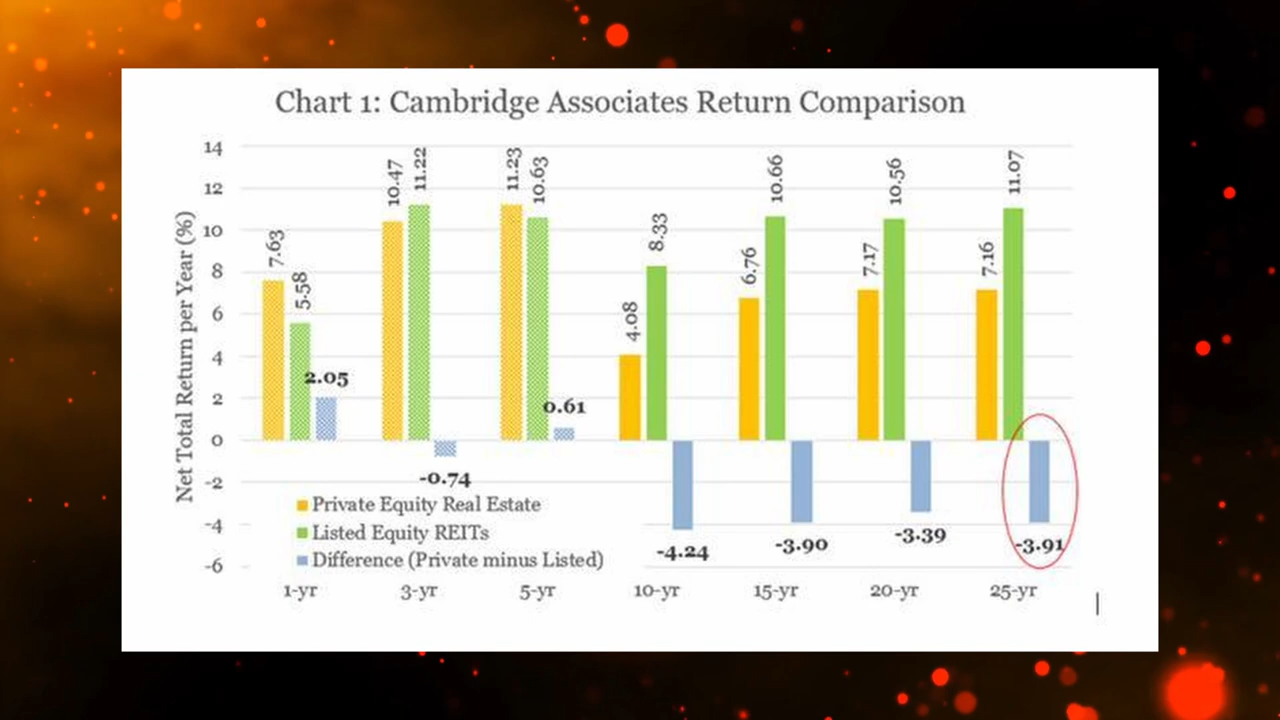 Chart 1: Cambridge Associates Return Comparison
Net Total Return per Year (%)
14
12
10
8
6
4
2
0
-2
-4
-6
7.63
5.58
2.05
10.47
11.22
-0.74
11.23
10.63
0.61
4.08
8.33
-4.24
6.76
10.66
-3.90
7.17
10.56
-3.39
7.16
11.07
-3.91
Private Equity Real Estate
Listed Equity REITs
Difference (Private minus Listed)
1-yr
3-yr
5-yr
10-yr
15-yr
20-yr
25-yr